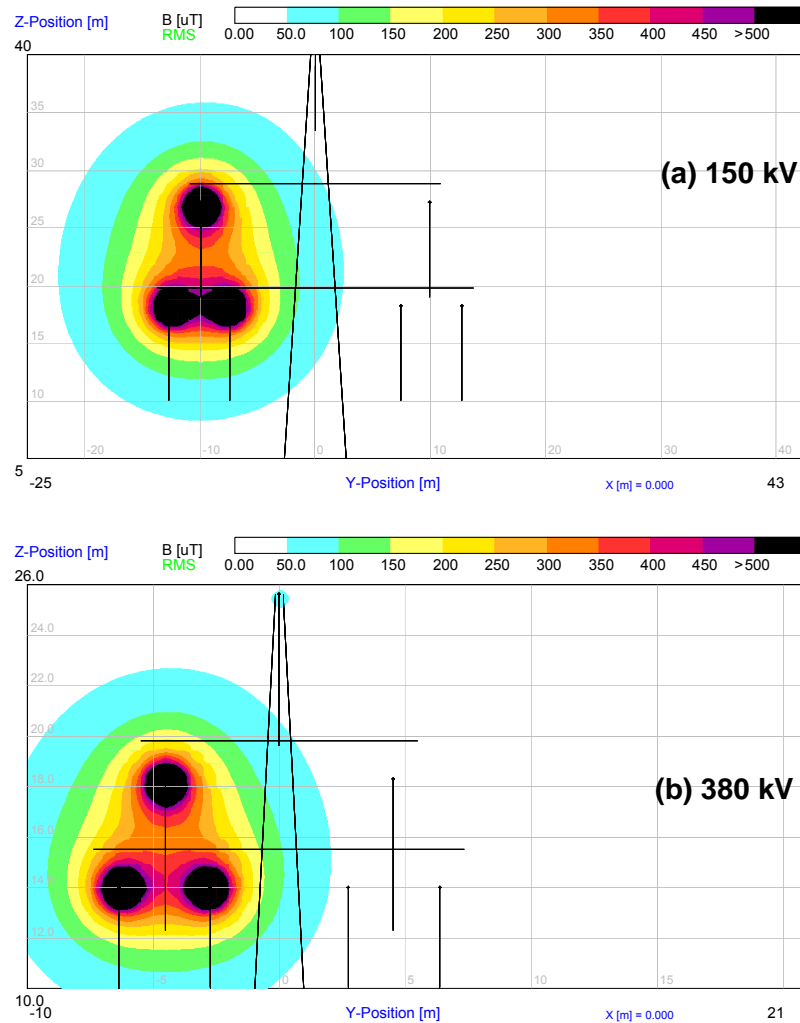 Z-Position [m]
B [uT]
RMS
0.00 50.0 100 150 200 250 300 350 400 450 >500
40
35
30
(a) 150 kV
25
20
15
10
-20 -10 0 10 20 30 40
5
-25
Y-Position [m]
X [m] = 0.000
43
Z-Position [m]
B [uT]
RMS
0.00 50.0 100 150 200 250 300 350 400 450 >500
26.0
24.0
22.0
20.0
18.0
(b) 380 kV
16.0
14.0
12.0
-5 0 5 10 15
10.0
-10
Y-Position [m]
X [m] = 0.000
21